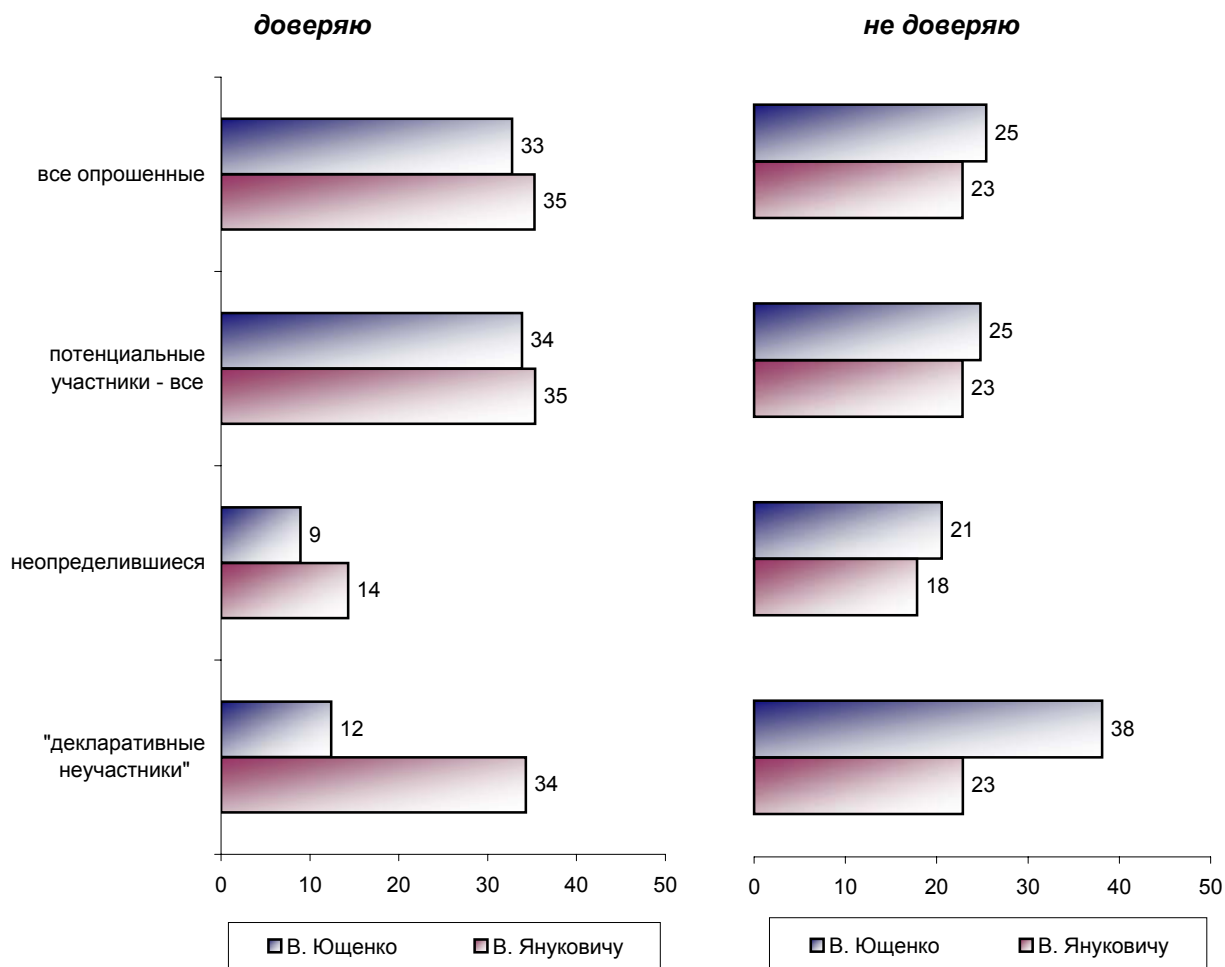 доверяю
не доверяю
все опрошенные
33
35
25
23
потенциальные
участники - все
34
35
25
23
неопределившиеся
9
14
21
18
"декларативные
неучастники"
12
34
38
23
0 10 20 30 40 50
0 10 20 30 40 50
В. Ющенко В. Януковичу
В. Ющенко В. Януковичу